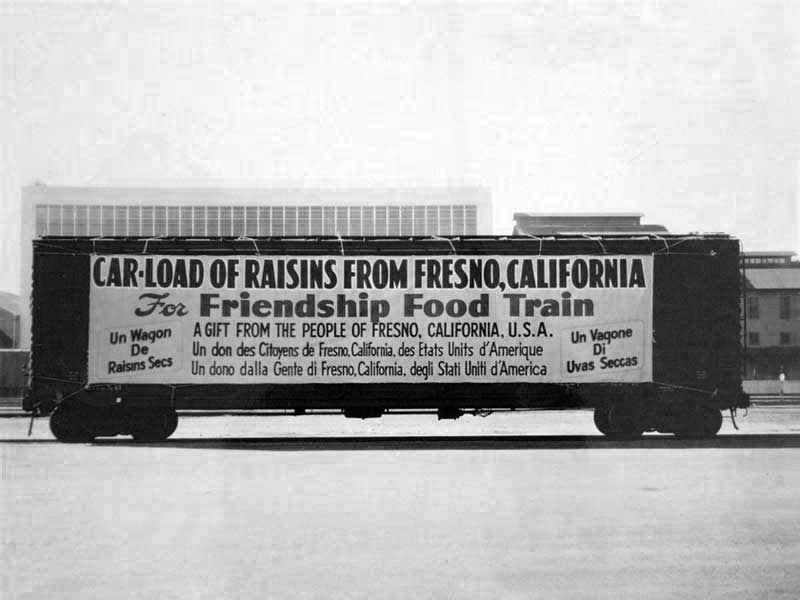 CAR-LOAD OF RAISINS FROM FRESNO, CALIFORNIA
For Friendship Food Train
A GIFT FROM THE PEOPLE OF FRESNO, CALIFORNIA, U.S.A.
Un don des Citoyens de Fresno, California, des Etats Units d'Amerique
Un dono dalla Gente di Fresno, California, degli Stati Uniti d'America
Un Wagon
De
Raisins Secs
Un Vagone
Di
Uvas Seccas